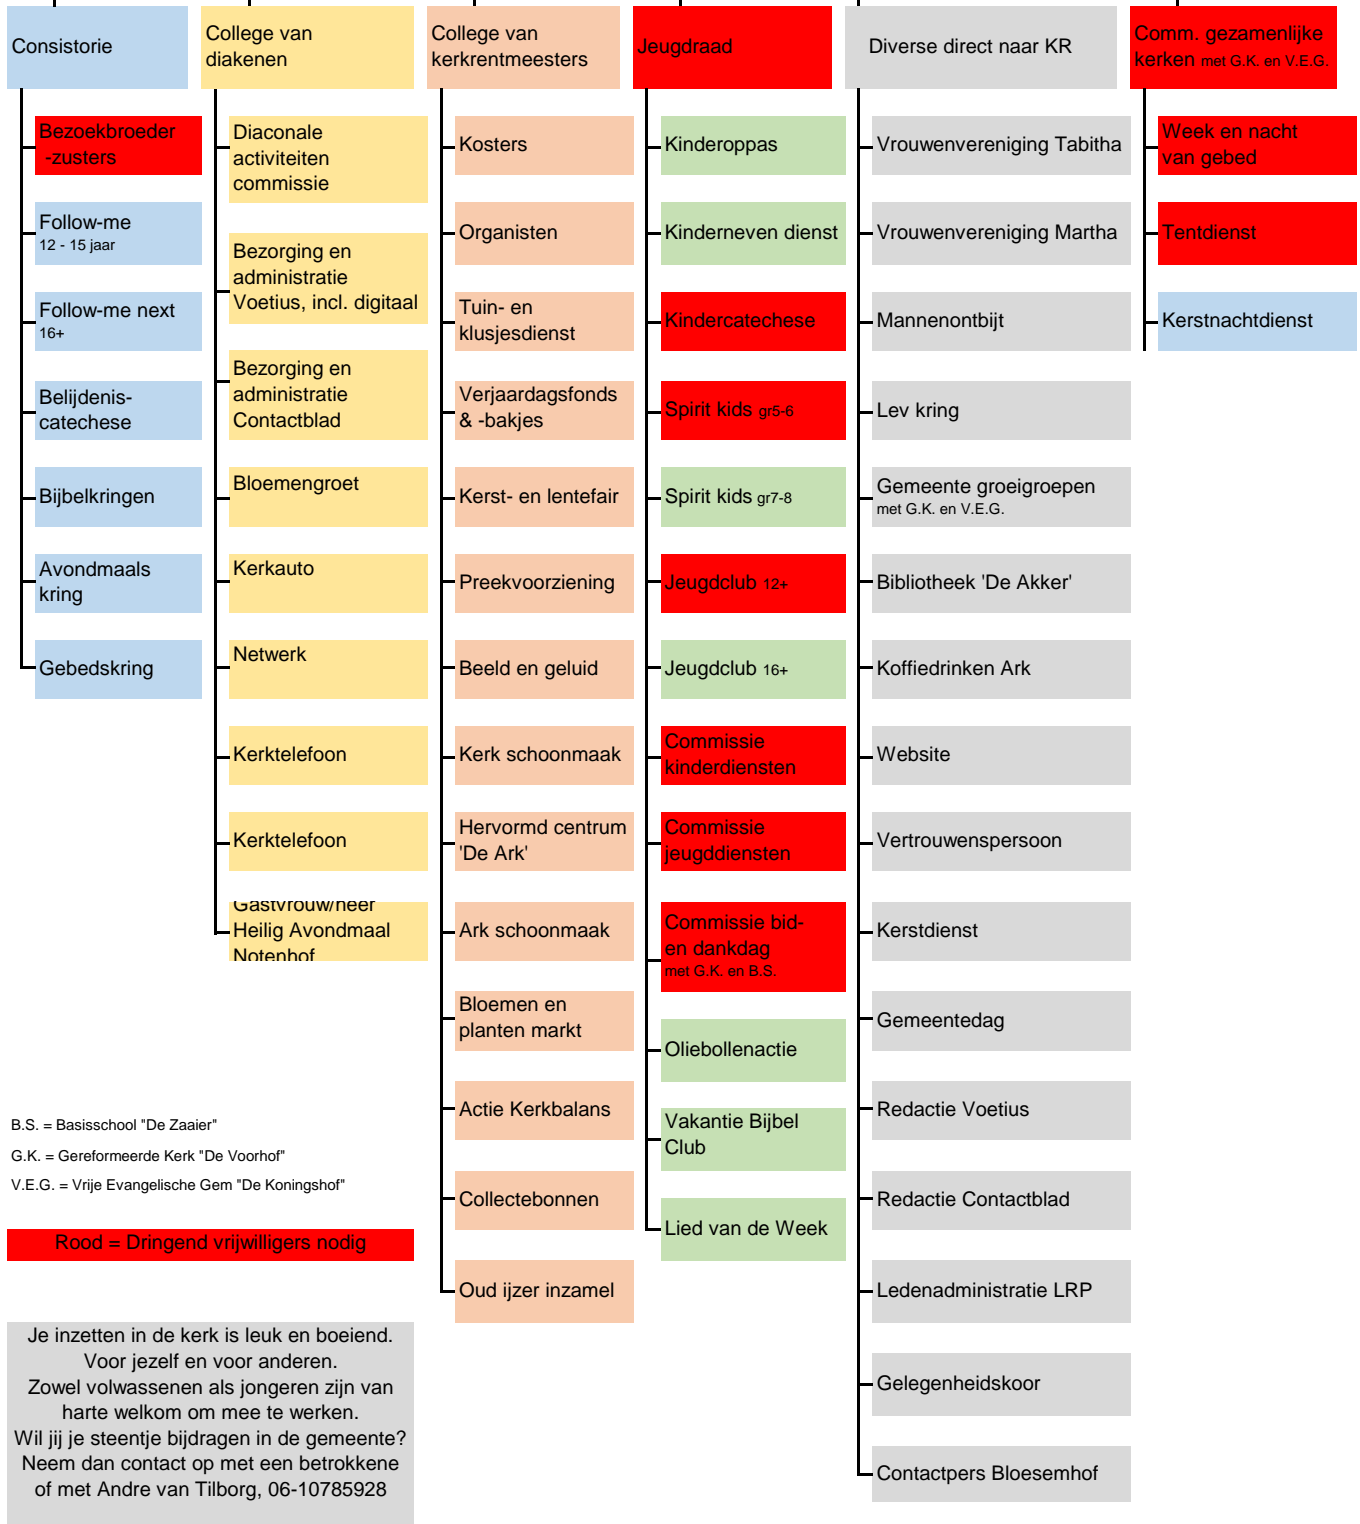 Consistorie
Bezoekbroeder
-zusters
Follow-me
12 - 15 jaar
Follow-me next
16+
Belijdenis-
catechese
Bijbelkringen
Avondmaals
kring
Gebedskring
College van
diakenen
Diaconale
activiteiten
commissie
Bezorging en
administratie
Voetius, incl. digitaal
Bezorging en
administratie
Contactblad
Bloemengroet
Kerkauto
Netwerk
Kerktelefoon
Kerktelefoon
Gastvrouw/heer
Heilig Avondmaal
Notenhof
College van
kerkrentmeesters
Kosters
Organisten
Tuin- en
klusjesdienst
Verjaardagsfonds
& -bakjes
Kerst- en lentefair
Preekvoorziening
Beeld en geluid
Kerk schoonmaak
Hervormd centrum
'De Ark'
Ark schoonmaak
Bloemen en
planten markt
Actie Kerkbalans
Collectebonnen
Oud ijzer inzamel
Jeugdraad
Kinderoppas
Kinderneven dienst
Kindercatechese
Spirit kids gr5-6
Spirit kids gr7-8
Jeugdclub 12+
Jeugdclub 16+
Commissie
kinderdiensten
Commissie
jeugddiensten
Commissie bid-
en dankdag
met G.K. en B.S.
Oliebollenactie
Vakantie Bijbel
Club
Lied van de Week
Diverse direct naar KR
Vrouwenvereniging Tabitha
Vrouwenvereniging Martha
Mannenontbijt
Lev kring
Gemeente groeigroepen
met G.K. en V.E.G.
Bibliotheek 'De Akker'
Koffiedrinken Ark
Website
Vertrouwenspersoon
Kerstdienst
Gemeentedag
Redactie Voetius
Redactie Contactblad
Ledenadministratie LRP
Gelegenheidskoor
Contactpers Bloesemhof
Comm. gezamenlijke
kerken met G.K. en V.E.G.
Week en nacht
van gebed
Tentdienst
Kerstnachtdienst
B.S. = Basisschool "De Zaaier"
G.K. = Gereformeerde Kerk "De Voorhof"
V.E.G. = Vrije Evangelische Gem "De Koningshof"
Rood = Dringend vrijwilligers nodig
Je inzetten in de kerk is leuk en boeiend.
Voor jezelf en voor anderen.
Zowel volwassenen als jongeren zijn van
harte welkom om mee te werken.
Wil jij je steentje bijdragen in de gemeente?
Neem dan contact op met een betrokkene
of met Andre van Tilborg, 06-10785928